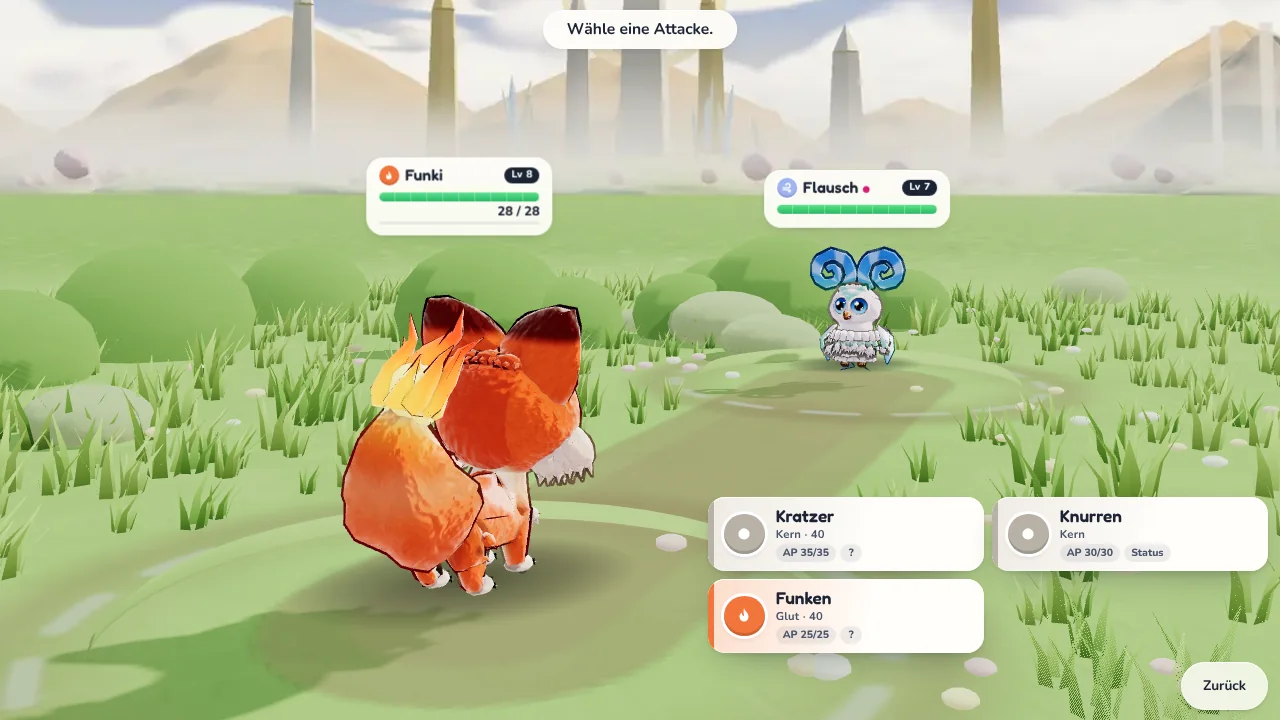 Wähle eine Attacke.
Funki
Lv 8
28 / 28
Flausch
Lv 7
Kratzer
Kern · 40
AP 35/35
?
Knurren
Kern
AP 30/30
Status
Funken
Glut · 40
AP 25/25
?
Zurück